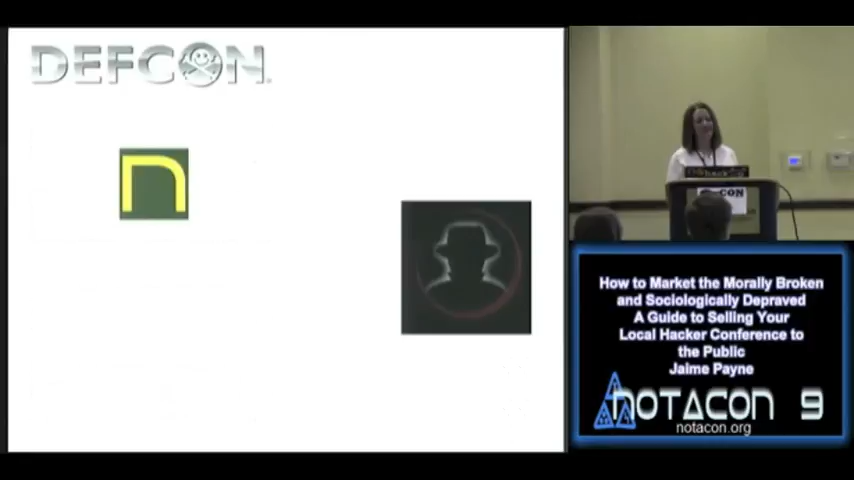 DEFCON
n
CON
How to Market the Morally Broken
and Sociologically Depraved
A Guide to Selling Your
Local Hacker Conference to
the Public
Jaime Payne
NOTACON 9
notacon.org